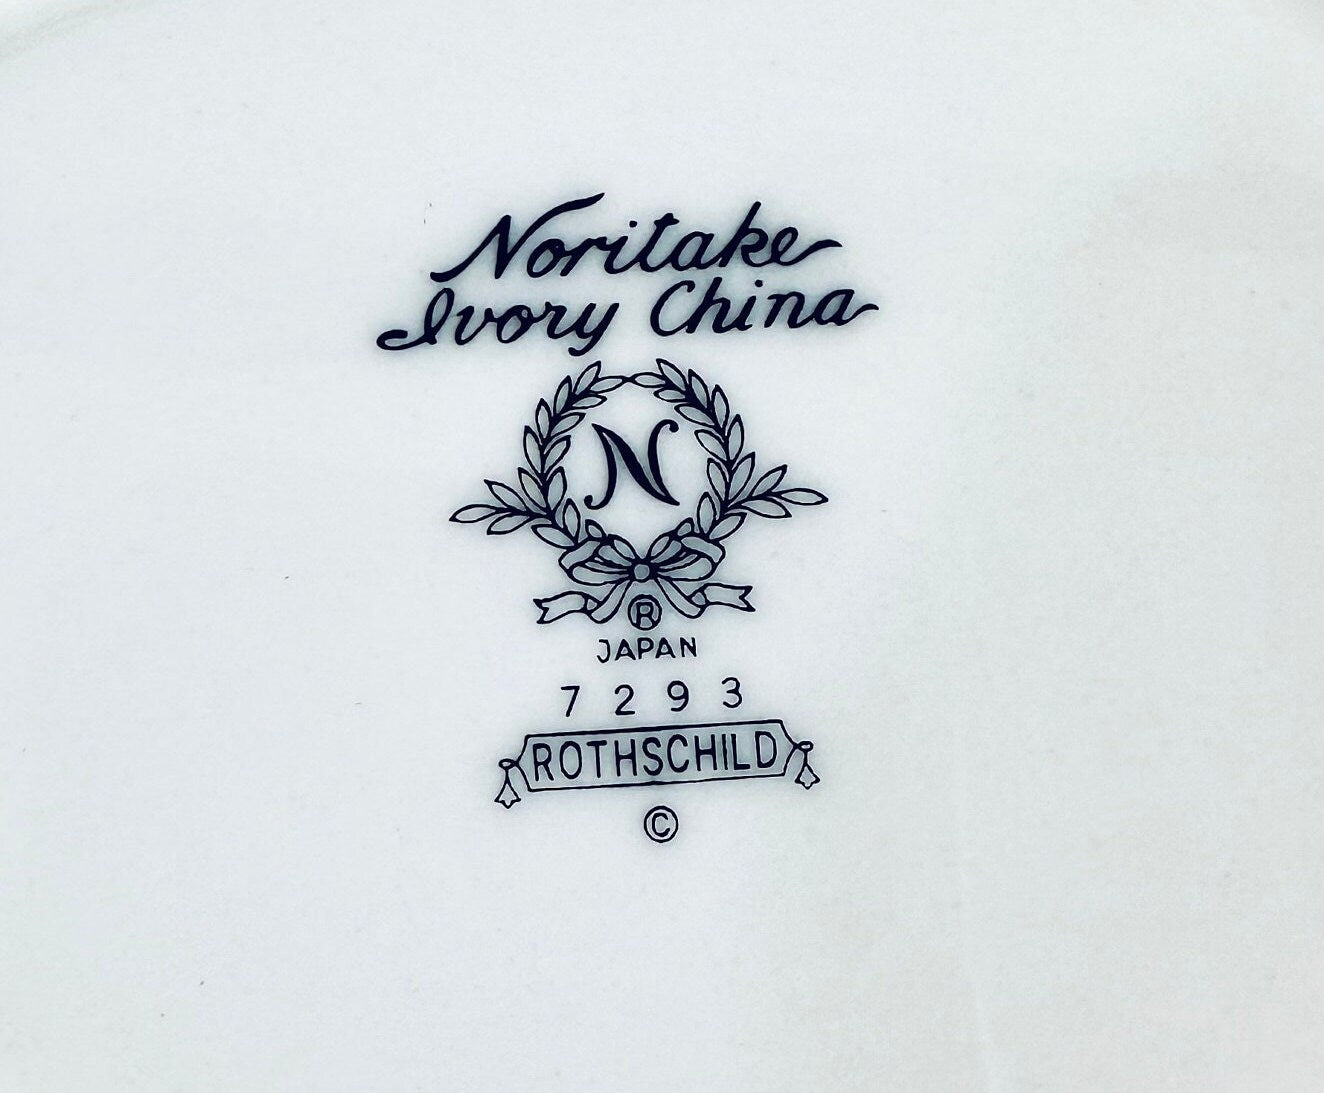 Noritake
Ivory China
N
®
JAPAN
7293
ROTHSCHILD
©